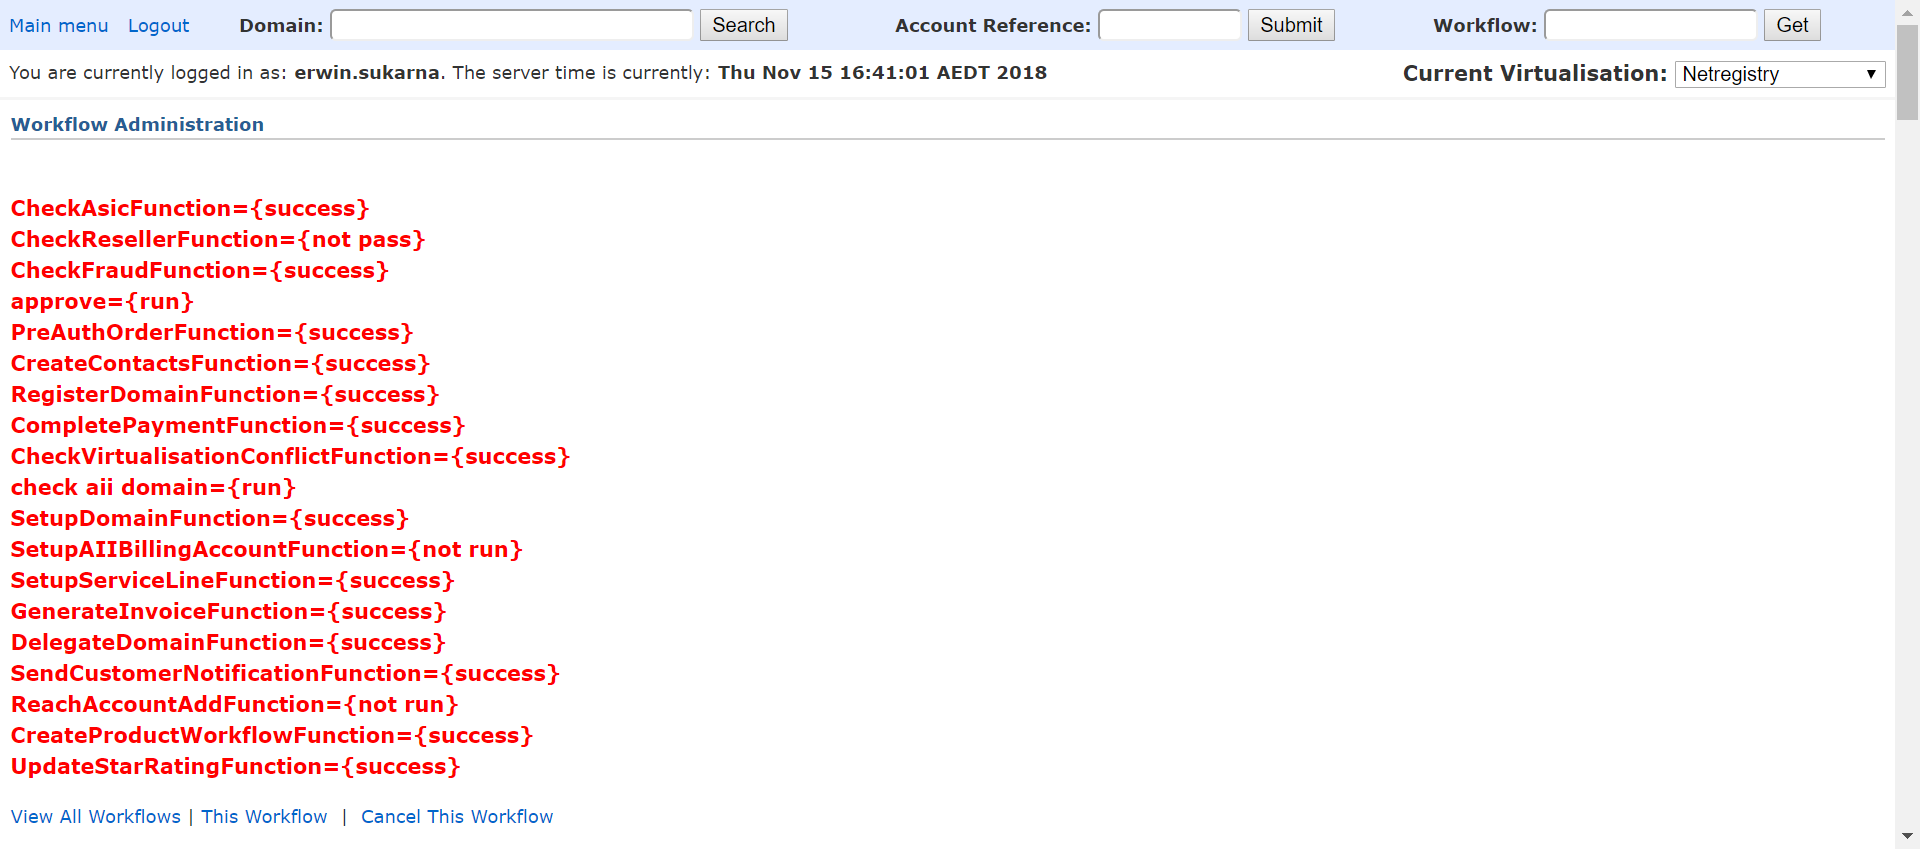 Main menu Logout Domain: Search Account Reference: Submit Workflow: Get
You are currently logged in as: erwin.sukarna. The server time is currently: Thu Nov 15 16:41:01 AEDT 2018 Current Virtualisation: Netregistry
Workflow Administration
CheckAsicFunction={success}
CheckResellerFunction={not pass}
CheckFraudFunction={success}
approve={run}
PreAuthOrderFunction={success}
CreateContactsFunction={success}
RegisterDomainFunction={success}
CompletePaymentFunction={success}
CheckVirtualisationConflictFunction={success}
check aii domain={run}
SetupDomainFunction={success}
SetupAIIBillingAccountFunction={not run}
SetupServiceLineFunction={success}
GenerateInvoiceFunction={success}
DelegateDomainFunction={success}
SendCustomerNotificationFunction={success}
ReachAccountAddFunction={not run}
CreateProductWorkflowFunction={success}
UpdateStarRatingFunction={success}
View All Workflows | This Workflow | Cancel This Workflow